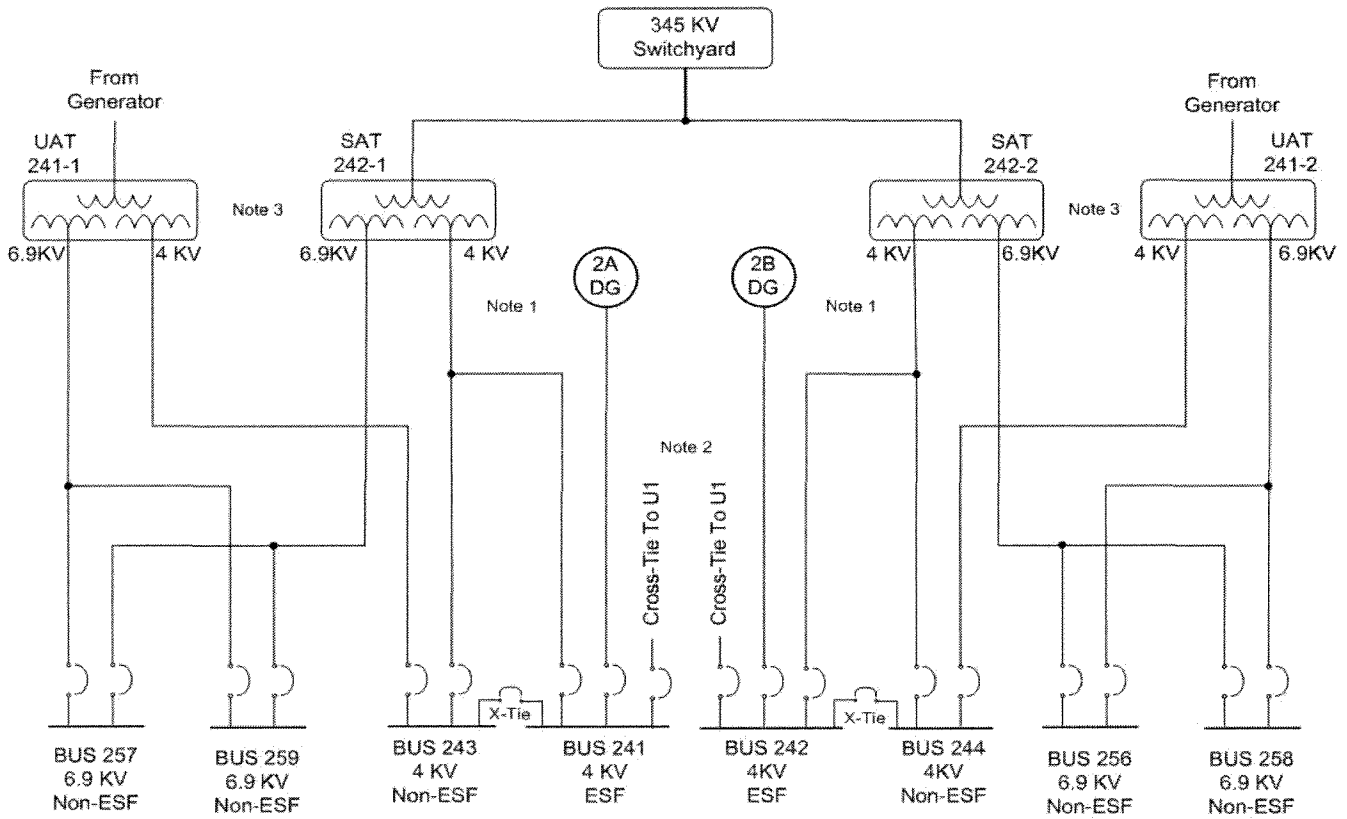 345 KV
Switchyard
From
Generator
From
Generator
UAT
241-1
SAT
242-1
SAT
242-2
UAT
241-2
Note 3
Note 3
6.9KV
4 KV
6.9KV
4 KV
4 KV
6.9KV
4 KV
6.9KV
2A
DG
2B
DG
Note 1
Note 1
Note 2
Cross-Tie To U1
Cross-Tie To U1
X-Tie
X-Tie
BUS 257
6.9 KV
Non-ESF
BUS 259
6.9 KV
Non-ESF
BUS 243
4 KV
Non-ESF
BUS 241
4 KV
ESF
BUS 242
4KV
ESF
BUS 244
4KV
Non-ESF
BUS 256
6.9 KV
Non-ESF
BUS 258
6.9 KV
Non-ESF